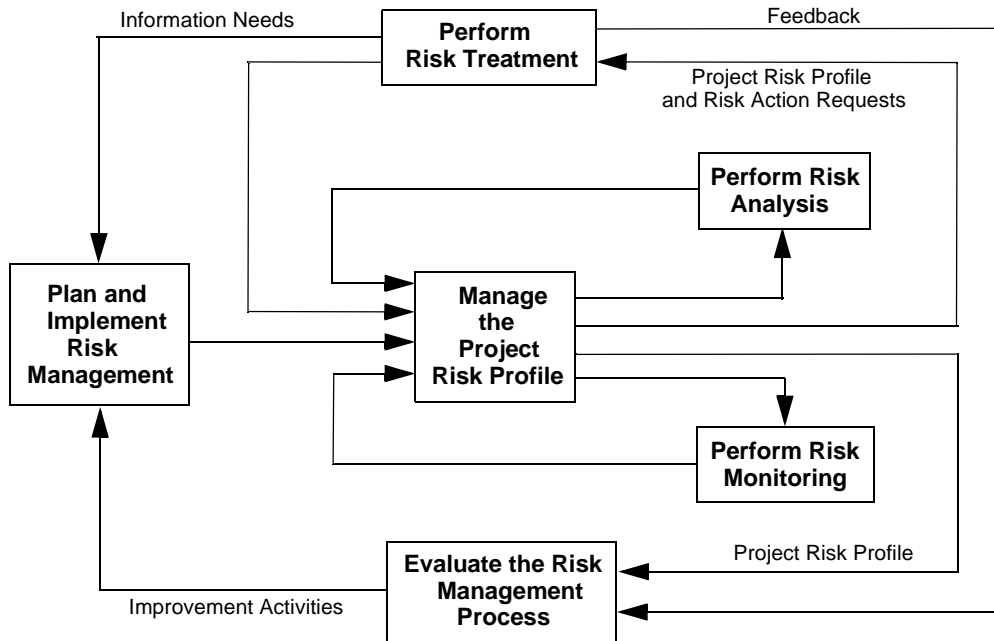 Information Needs
Perform
Risk Treatment
Feedback
Project Risk Profile
and Risk Action Requests
Perform Risk
Analysis
Plan and
Implement
Risk
Management
Manage
the
Project
Risk Profile
Perform Risk
Monitoring
Evaluate the Risk
Management
Process
Project Risk Profile
Improvement Activities